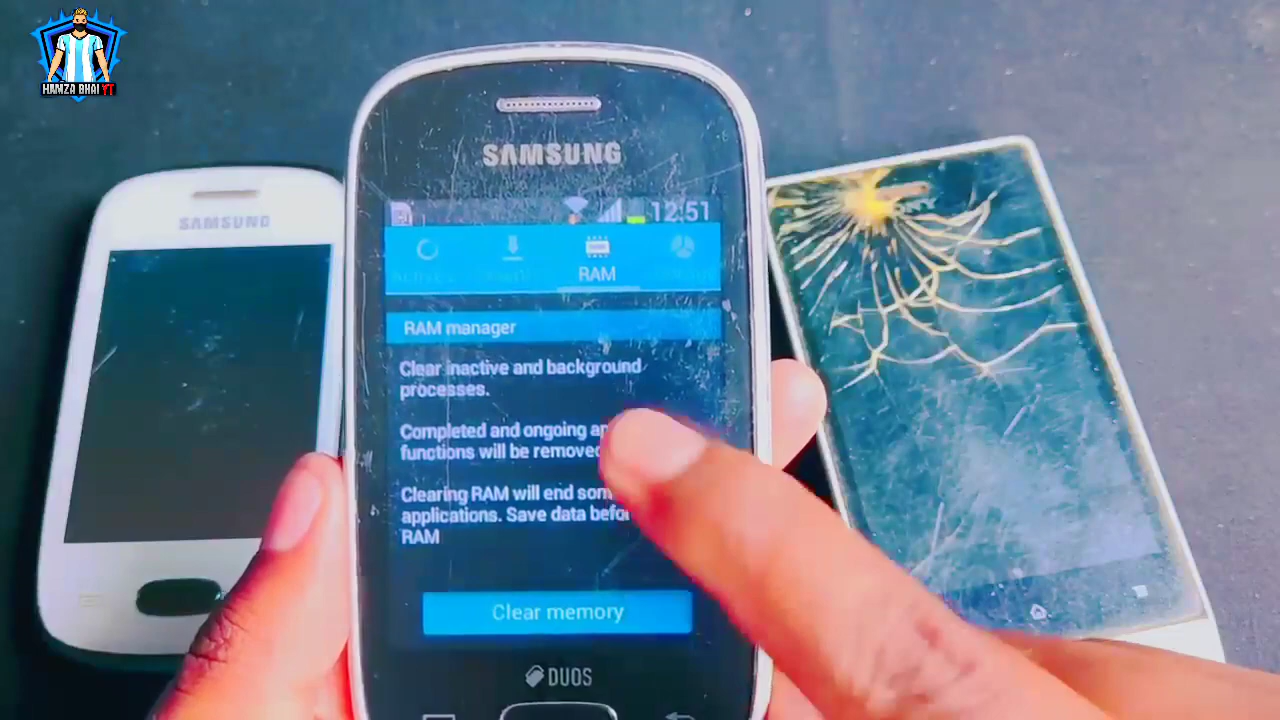 HAMZA BHAI YT
SAMSUNG
SAMSUNG
12:51
RAM
RAM manager
Clear inactive and background
processes.
Completed and ongoing
functions will be
Clearing RAM will end
applications. Save data
RAM
Clear memory
DUOS